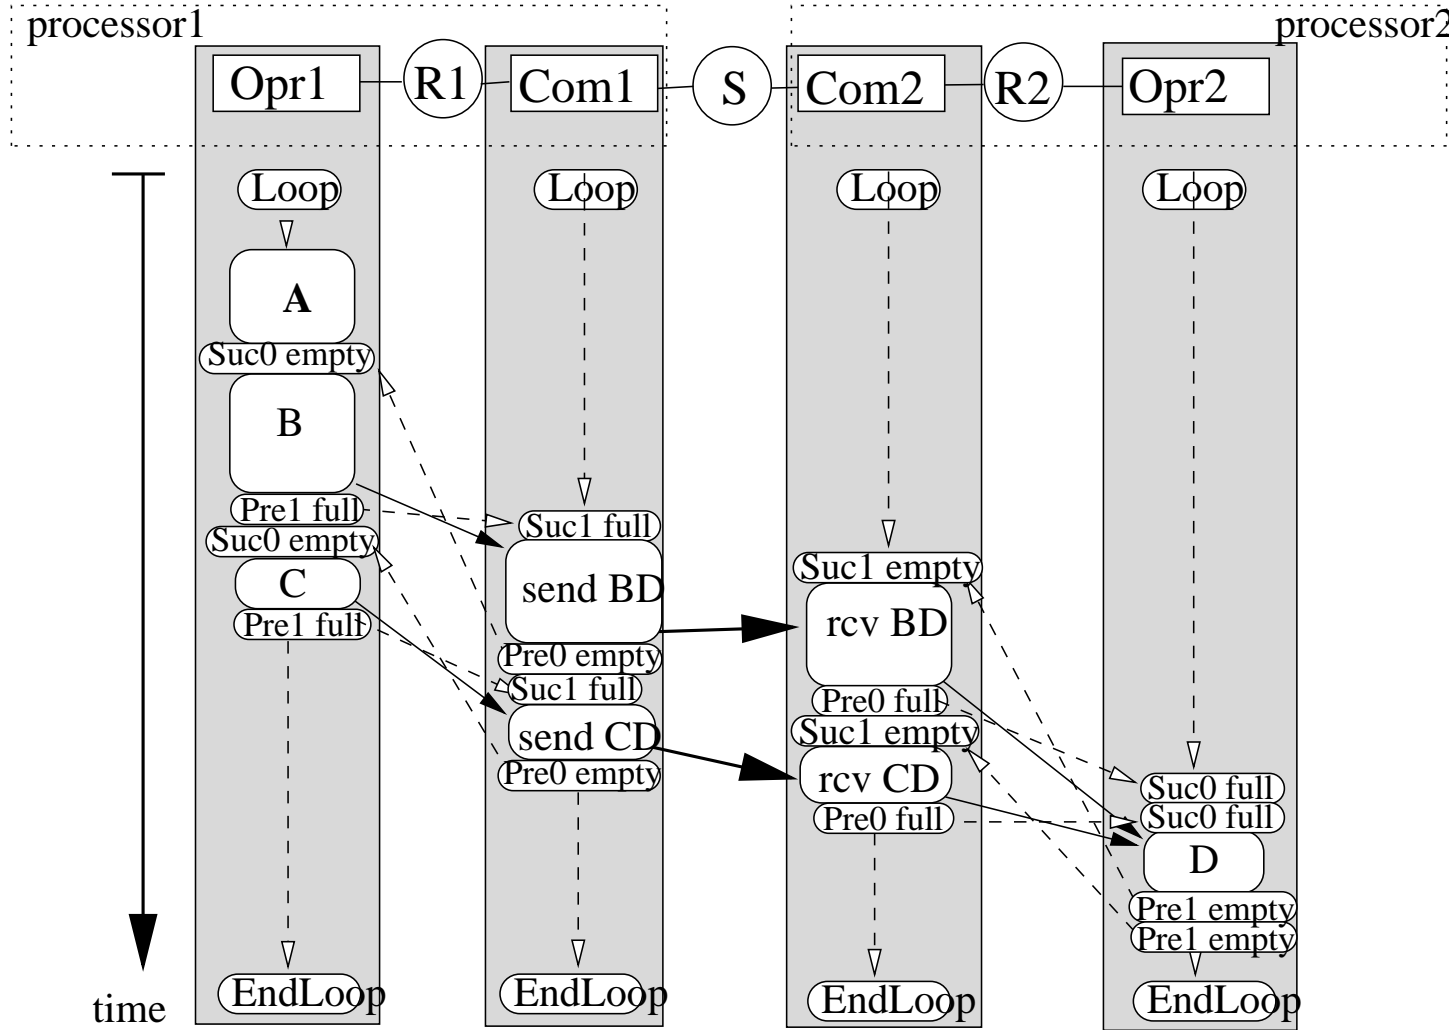 processor1
processor2
Opr1
R1
Com1
S
Com2
R2
Opr2
Loop
Loop
Loop
Loop
A
Suc0 empty
B
Pre1 full
Suc0 empty
C
Pre1 full
EndLoop
Suc1 full
send BD
Pre0 empty
Suc1 full
send CD
Pre0 empty
EndLoop
Suc1 empty
rcv BD
Pre0 full
Suc1 empty
rcv CD
Pre0 full
EndLoop
Suc0 full
Suc0 full
D
Pre1 empty
Pre1 empty
EndLoop
time